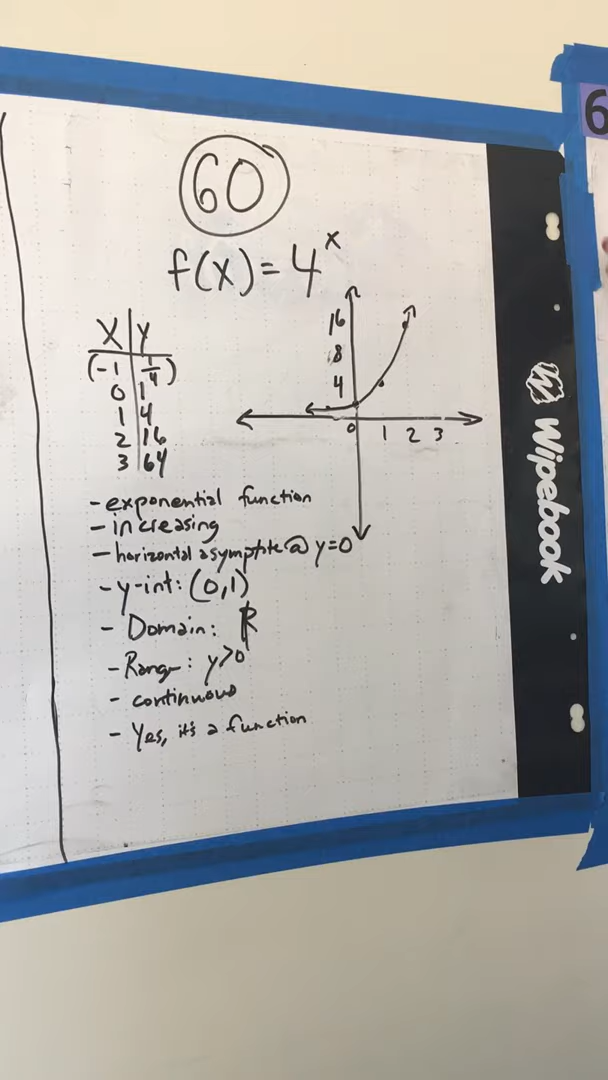 6
60
f(x) = 4^x
x | y
(-1 | 1/4)
0 | 1
1 | 4
2 | 16
3 | 64
16
8
4
0 1 2 3
- exponential function
- increasing
- horizontal asymptote @ y=0
- y-int: (0,1)
- Domain: ℝ
- Range: y>0
- continuous
- Yes, it's a function
Wipebook